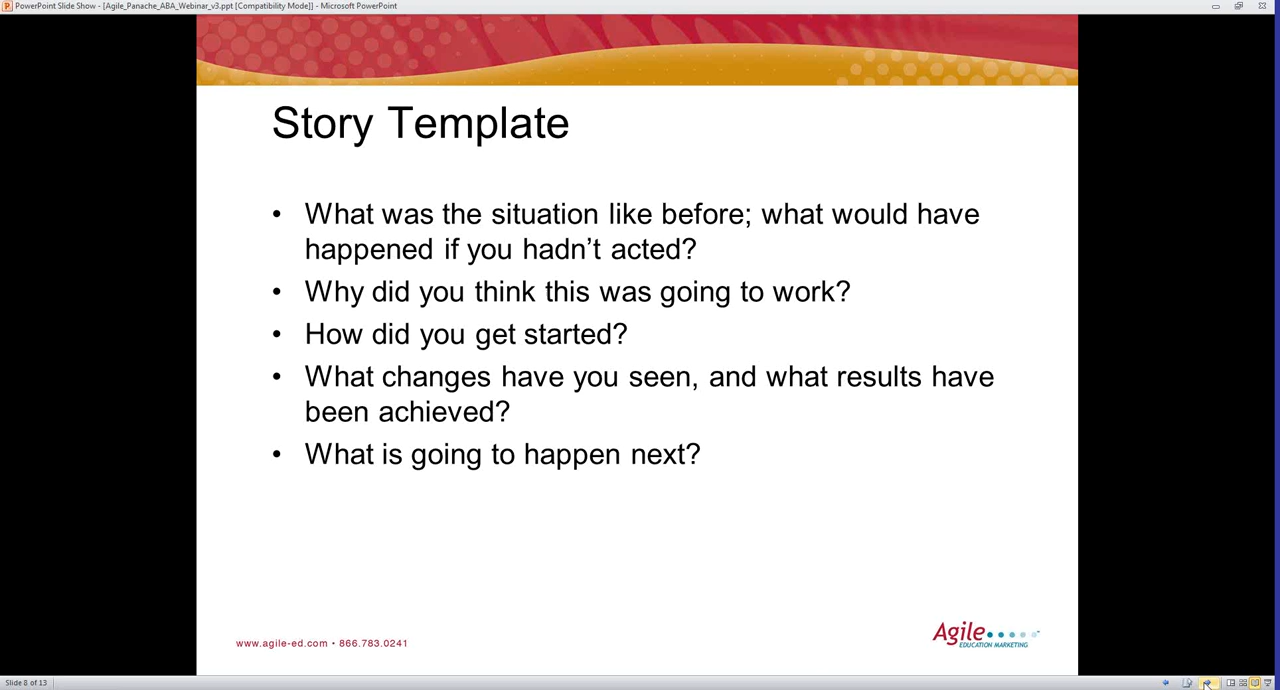 PowerPoint Slide Show - [Agile_Panache_ABA_Webinar_v3.ppt [Compatibility Mode]] - Microsoft PowerPoint
Story Template
• What was the situation like before; what would have
happened if you hadn’t acted?
• Why did you think this was going to work?
• How did you get started?
• What changes have you seen, and what results have
been achieved?
• What is going to happen next?
www.agile-ed.com • 866.783.0241
Agile
EDUCATION MARKETING
Slide 8 of 13